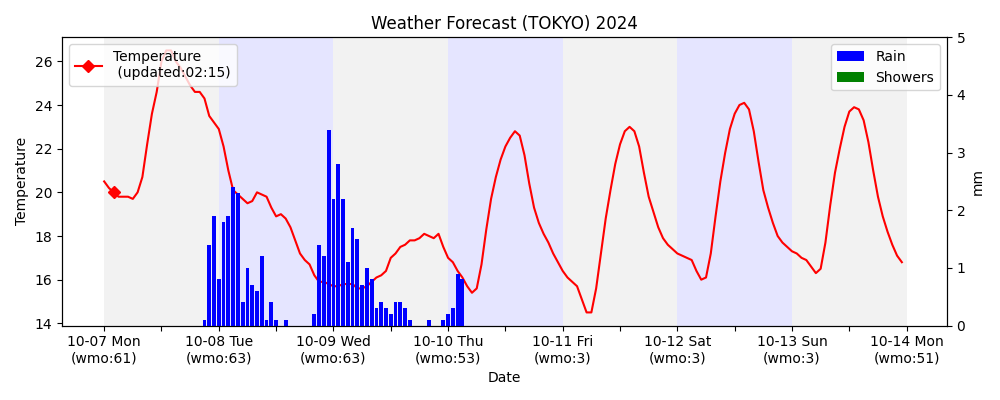 Weather Forecast (TOKYO) 2024
Temperature
(updated:02:15)
Rain
Showers
Temperature
26
24
22
20
18
16
14
5
4
3
2
1
0
mm
10-07 Mon
(wmo:61)
10-08 Tue
(wmo:63)
10-09 Wed
(wmo:63)
10-10 Thu
(wmo:53)
10-11 Fri
(wmo:3)
10-12 Sat
(wmo:3)
10-13 Sun
(wmo:3)
10-14 Mon
(wmo:51)
Date